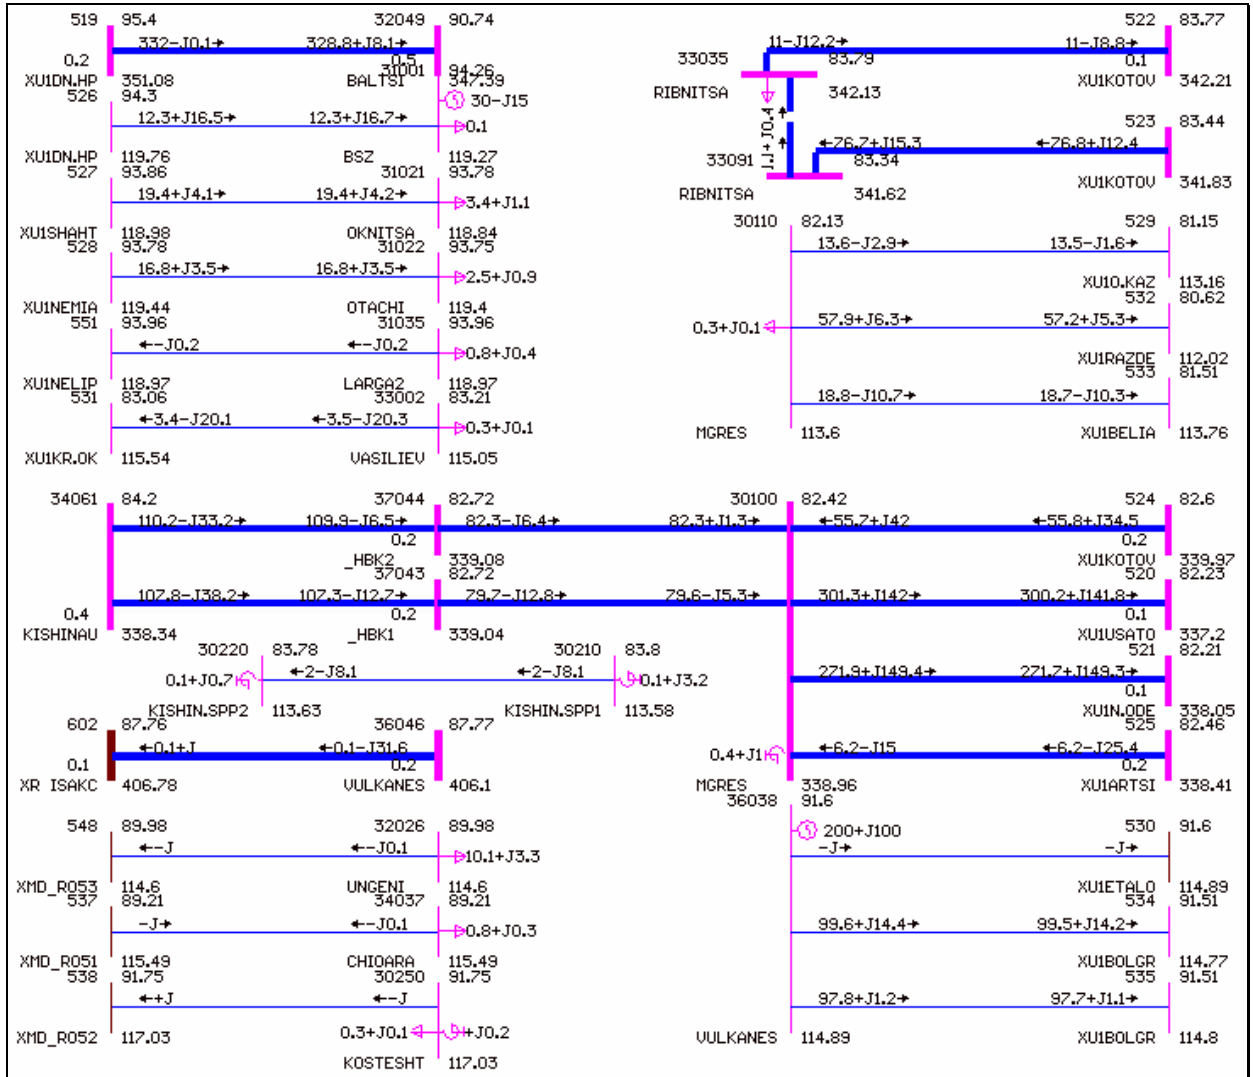 519 95.4 32049 90.74 522 83.77
332-J0.1 328.8+J8.1 11-J12.2 11-J8.8
0.2 0.5 33035 83.79 0.1
31001 94.26
XU1DN.HP 351.08 BALTSI 347.39 XU1KOTOV 342.21
526 94.3 30-J15 RIBNITSA 342.13
12.3+J16.5 12.3+J16.7 0.1 523 83.44
JJ+J0.4
76.7+J15.3 76.8+J12.4
XU1DN.HP 119.76 BSZ 119.27 33091 83.34
527 93.86 31021 93.78 XU1KOTOV 341.83
19.4+J4.1 19.4+J4.2 3.4+J1.1 RIBNITSA 341.62
30110 82.13 529 81.15
XU1SHAHT 118.98 OKNITSA 118.84
528 93.78 31022 93.75 13.6-J2.9 13.5-J1.6
16.8+J3.5 16.8+J3.5 2.5+J0.9
XU1O.KAZ 113.16
XU1NEMIA 119.44 OTACHI 119.4 532 80.62
551 93.96 31035 93.96 0.3+J0.1 57.9+J6.3 57.2+J5.3
-J0.2 -J0.2 0.8+J0.4
XU1RAZDE 112.02
XU1NELIP 118.97 LARGA2 118.97 533 81.51
531 83.06 33002 83.21 18.8-J10.7 18.7-J10.3
3.4-J20.1 3.5-J20.3 0.3+J0.1
MGRES 113.6 XU1BELIA 113.76
XU1KR.OK 115.54 VASILIEV 115.05
34061 84.2 37044 82.72 30100 82.42 524 82.6
110.2-J33.2 109.9-J6.5 82.3-J6.4 82.3+J1.3 55.7+J42 55.8+J34.5
0.2 0.2
_HBK2 339.08 XU1KOTOV 339.97
37043 82.72 520 82.23
107.8-J38.2 107.3-J12.7 79.7-J12.8 79.6-J5.3 301.3+J142 300.2+J141.8
0.4 0.2 0.1
KISHINAU 338.34 _HBK1 339.04 XU1USATO 337.2
30220 83.78 30210 83.8 521 82.21
0.1+J0.7 2-J8.1 2-J8.1 0.1+J3.2 271.9+J149.4 271.7+J149.3
0.1
KISHIN.SPP2 113.63 KISHIN.SPP1 113.58 XU1N.ODE 338.05
602 87.76 36046 87.77 525 82.46
0.1+J 0.1-J31.6 0.4+J1 6.2-J15 6.2-J25.4
0.1 0.2 0.2
XR ISAKC 406.78 VULKANES 406.1 MGRES 338.96 XU1ARTSI 338.41
36038 91.6
548 89.98 32026 89.98 200+J100 530 91.6
-J -J0.1 10.1+J3.3 -J -J
XMD_RO53 114.6 UNGENI 114.6 XU1ETALO 114.89
537 89.21 34037 89.21 534 91.51
-J -J0.1 0.8+J0.3 99.6+J14.4 99.5+J14.2
XMD_RO51 115.49 CHIOARA 115.49 XU1BOLGR 114.77
538 91.75 30250 91.75 535 91.51
+J -J 97.8+J1.2 97.7+J1.1
XMD_RO52 117.03 0.3+J0.1 +J0.2 VULKANES 114.89 XU1BOLGR 114.8
KOSTESHT 117.03